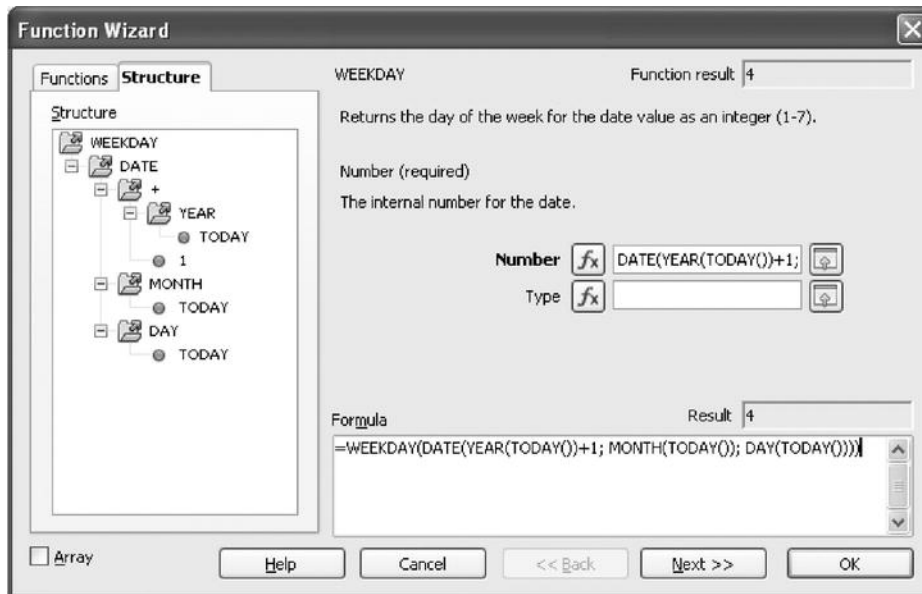 Function Wizard
Functions Structure
WEEKDAY Function result 4
Structure
Returns the day of the week for the date value as an integer (1-7).
WEEKDAY
DATE
+
YEAR
TODAY
1
MONTH
TODAY
DAY
TODAY
Number (required)
The internal number for the date.
Number fx DATE(YEAR(TODAY())+1;
Type fx
Formula Result 4
=WEEKDAY(DATE(YEAR(TODAY())+1; MONTH(TODAY()); DAY(TODAY())))
Array
Help Cancel << Back Next >> OK